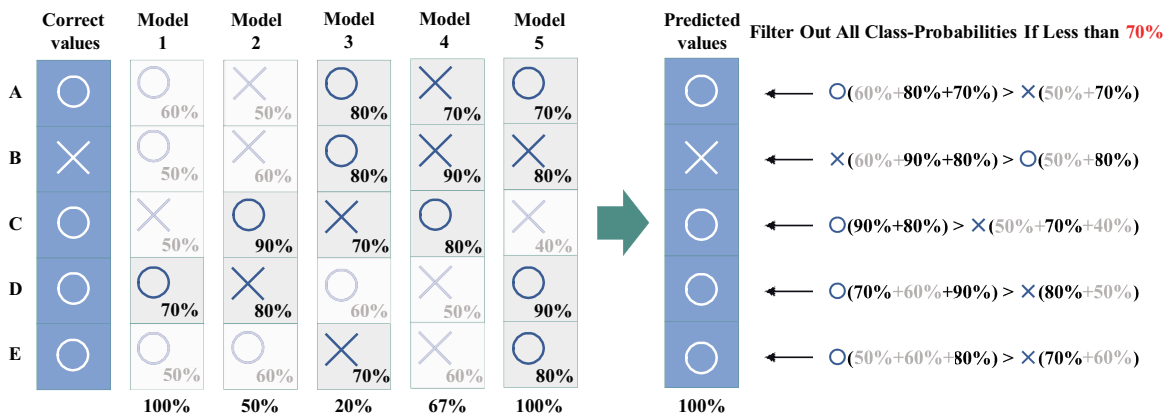 Correct values Model 1 Model 2 Model 3 Model 4 Model 5 Predicted values Filter Out All Class-Probabilities If Less than 70%
A 60% 50% 80% 70% 70% ○(60%+80%+70%) > ×(50%+70%)
B 50% 60% 80% 90% 80% ×(60%+90%+80%) > ○(50%+80%)
C 50% 90% 70% 80% 40% ○(90%+80%) > ×(50%+70%+40%)
D 70% 80% 60% 50% 90% ○(70%+60%+90%) > ×(80%+50%)
E 50% 60% 70% 60% 80% ○(50%+60%+80%) > ×(70%+60%)
100% 50% 20% 67% 100% 100%